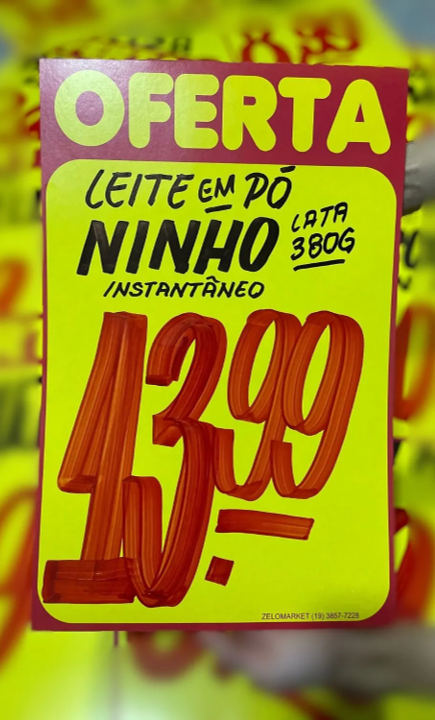 OFERTA
LEITE EM PÓ
NINHO LATA 380G
INSTANTÂNEO
13.99
ZELOMARKET (19) 3857-7228